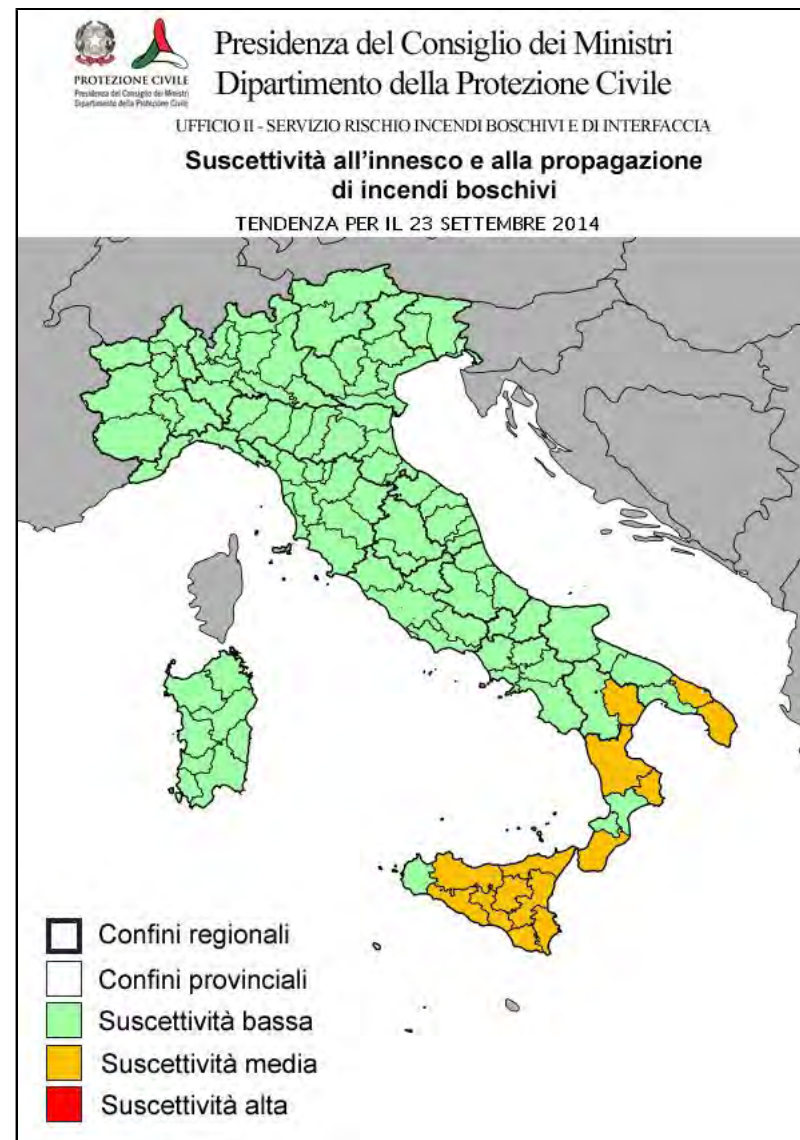 PROTEZIONE CIVILE
Presidenza del Consiglio dei Ministri
Dipartimento della Protezione Civile
Presidenza del Consiglio dei Ministri
Dipartimento della Protezione Civile
UFFICIO II - SERVIZIO RISCHIO INCENDI BOSCHIVI E DI INTERFACCIA
Suscettività all'innesco e alla propagazione
di incendi boschivi
TENDENZA PER IL 23 SETTEMBRE 2014
Confini regionali
Confini provinciali
Suscettività bassa
Suscettività media
Suscettività alta